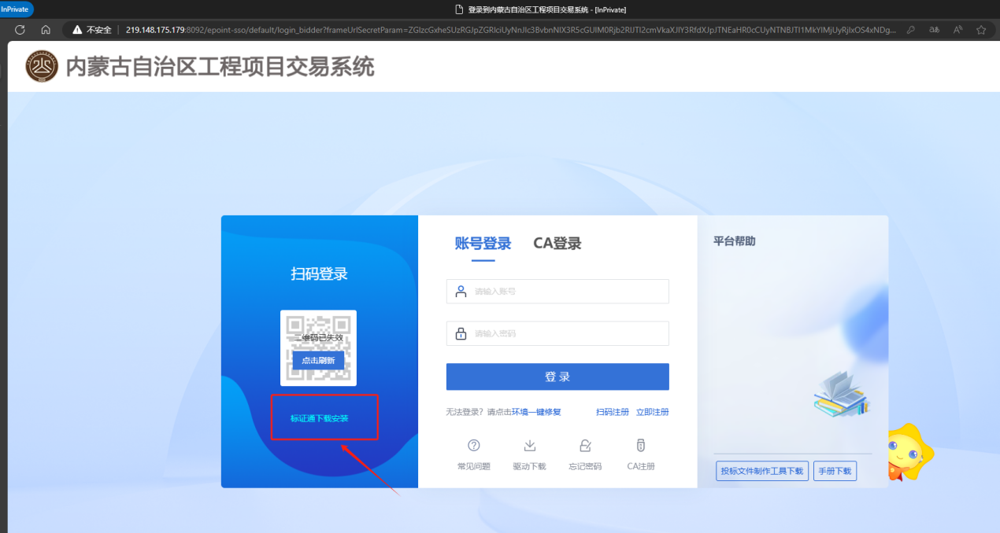 InPrivate
登录到内蒙古自治区工程项目交易系统 - [InPrivate]
不安全
219.148.175.179:8092/epoint-sso/default/login_bidder?frameUrlSecretParam=
内蒙古自治区工程项目交易系统
扫码登录
二维码已失效
点击刷新
标证通下载安装
账号登录
CA登录
请输入账号
请输入密码
登 录
无法登录？请点击环境一键修复
扫码注册
立即注册
常见问题
驱动下载
忘记密码
CA注册
平台帮助
投标文件制作工具下载
手册下载